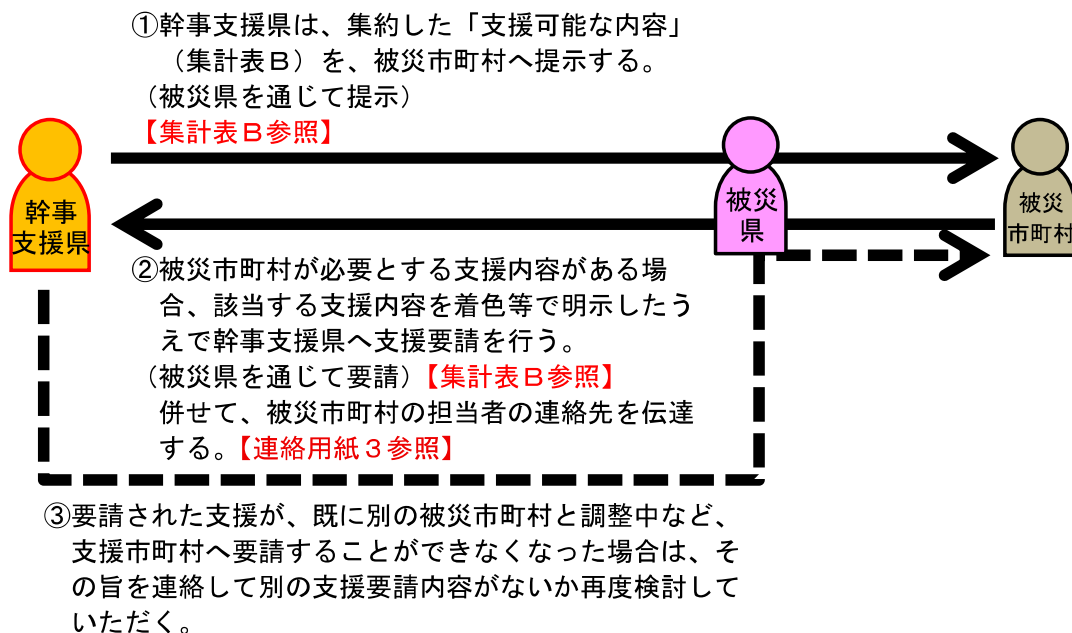 ①幹事支援県は、集約した「支援可能な内容」
（集計表Ｂ）を、被災市町村へ提示する。
（被災県を通じて提示）
【集計表Ｂ参照】
幹事
支援県
被災
県
被災
市町村
②被災市町村が必要とする支援内容がある場
合、該当する支援内容を着色等で明示したう
えで幹事支援県へ支援要請を行う。
（被災県を通じて要請）【集計表Ｂ参照】
併せて、被災市町村の担当者の連絡先を伝達
する。【連絡用紙３参照】
③要請された支援が、既に別の被災市町村と調整中など、
支援市町村へ要請することができなくなった場合は、そ
の旨を連絡して別の支援要請内容がないか再度検討して
いただく。